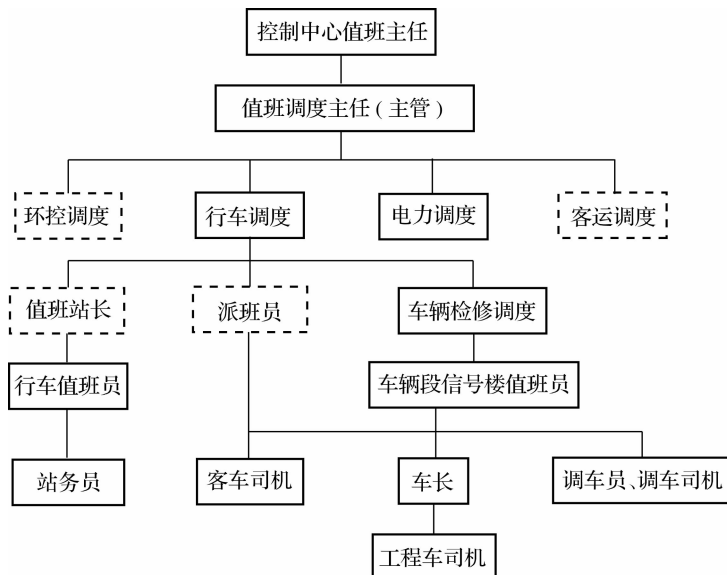 控制中心值班主任
值班调度主任(主管)
环控调度
行车调度
电力调度
客运调度
值班站长
派班员
车辆检修调度
行车值班员
车辆段信号楼值班员
站务员
客车司机
车长
调车员、调车司机
工程车司机